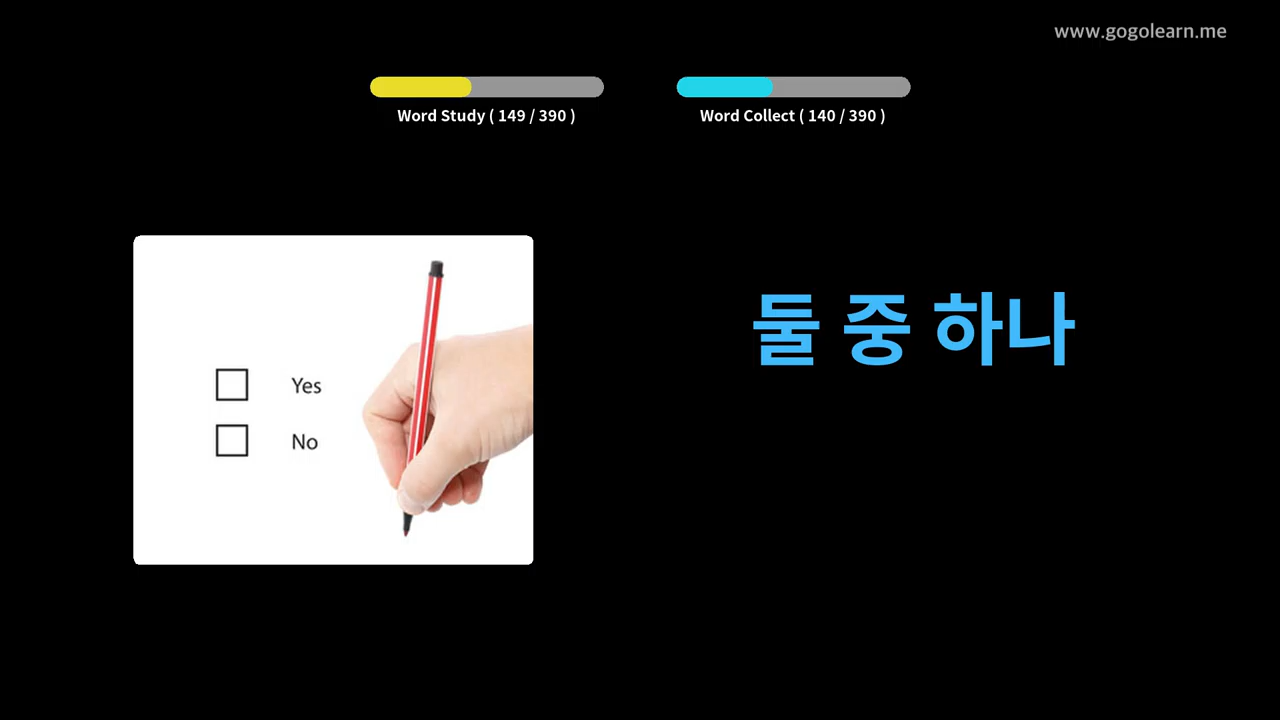 www.gogolearn.me
Word Study ( 149 / 390 )
Word Collect ( 140 / 390 )
둘 중 하나
Yes
No